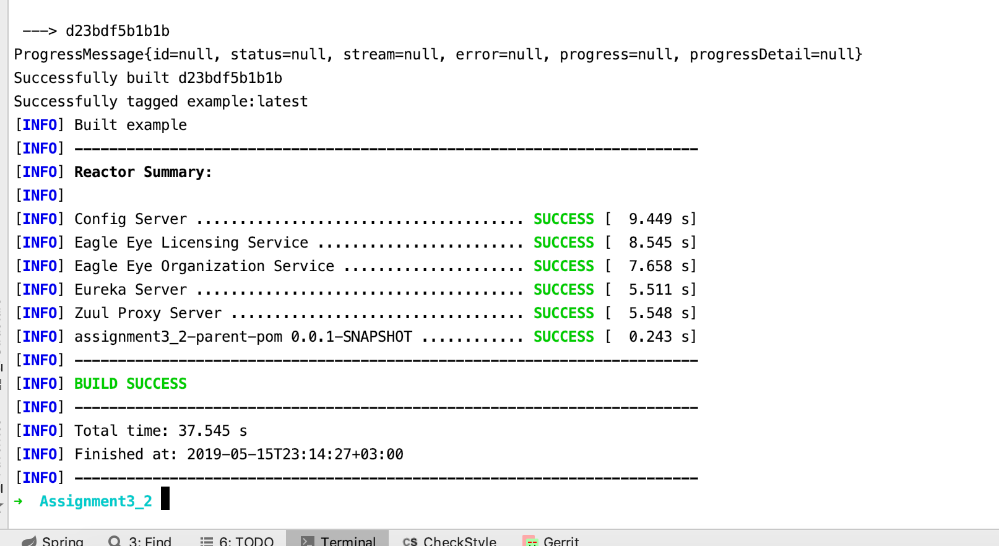 ---> d23bdf5b1b1b
ProgressMessage{id=null, status=null, stream=null, error=null, progress=null, progressDetail=null}
Successfully built d23bdf5b1b1b
Successfully tagged example:latest
[INFO] Built example
[INFO] ------------------------------------------------------------------------
[INFO] Reactor Summary:
[INFO]
[INFO] Config Server ...................................... SUCCESS [  9.449 s]
[INFO] Eagle Eye Licensing Service ........................ SUCCESS [  8.545 s]
[INFO] Eagle Eye Organization Service ..................... SUCCESS [  7.658 s]
[INFO] Eureka Server ...................................... SUCCESS [  5.511 s]
[INFO] Zuul Proxy Server .................................. SUCCESS [  5.548 s]
[INFO] assignment3_2-parent-pom 0.0.1-SNAPSHOT ............ SUCCESS [  0.243 s]
[INFO] ------------------------------------------------------------------------
[INFO] BUILD SUCCESS
[INFO] ------------------------------------------------------------------------
[INFO] Total time: 37.545 s
[INFO] Finished at: 2019-05-15T23:14:27+03:00
[INFO] ------------------------------------------------------------------------
→ Assignment3_2
Spring 3: Find 6: TODO Terminal CS CheckStyle Gerrit